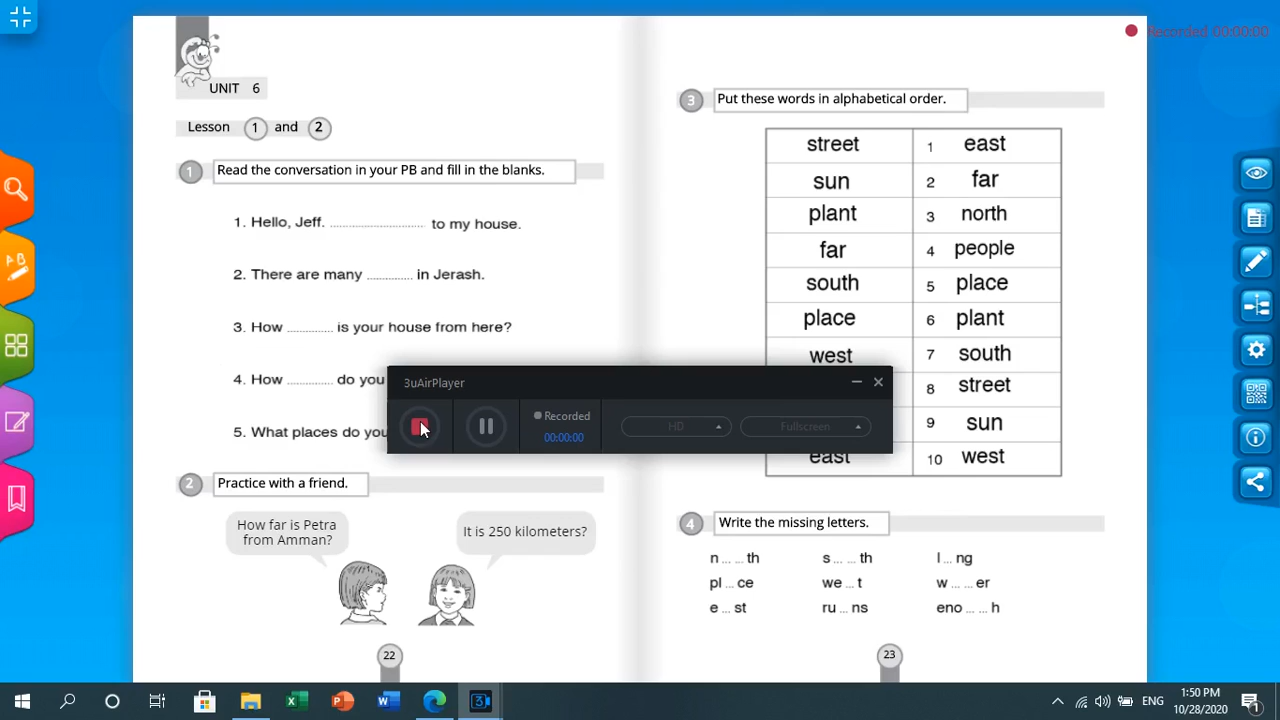 Recorded 00:00:00
UNIT 6
Lesson 1 and 2
1 Read the conversation in your PB and fill in the blanks.
1. Hello, Jeff. ........................... to my house.
2. There are many ............. in Jerash.
3. How ............. is your house from here?
4. How ............. do you
5. What places do you
2 Practice with a friend.
How far is Petra
from Amman?
It is 250 kilometers?
22
3 Put these words in alphabetical order.
street 1 east
sun 2 far
plant 3 north
far 4 people
south 5 place
place 6 plant
west 7 south
8 street
9 sun
east 10 west
4 Write the missing letters.
n ... ... th s ... ... th l ... ng
pl ... ce we ... t w ... ... er
e ... st ru ... ns eno ... ... h
23
3uAirPlayer
Recorded
00:00:00
HD
Fullscreen
ENG
1:50 PM
10/28/2020